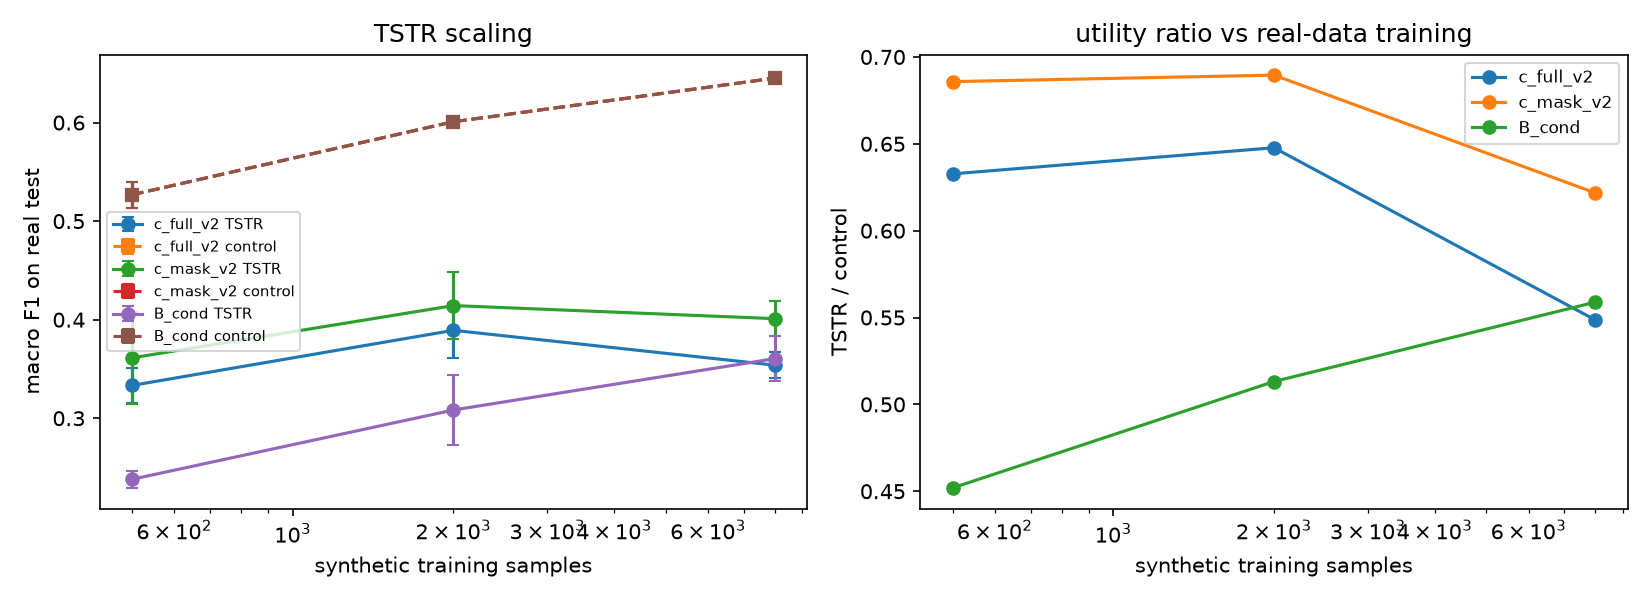 TSTR scaling
macro F1 on real test
0.6
0.5
0.4
0.3
c_full_v2 TSTR
c_full_v2 control
c_mask_v2 TSTR
c_mask_v2 control
B_cond TSTR
B_cond control
6 × 10²
10³
2 × 10³
3 × 10³
4 × 10³
6 × 10³
synthetic training samples
utility ratio vs real-data training
TSTR / control
0.70
0.65
0.60
0.55
0.50
0.45
c_full_v2
c_mask_v2
B_cond
6 × 10²
10³
2 × 10³
3 × 10³
4 × 10³
6 × 10³
synthetic training samples